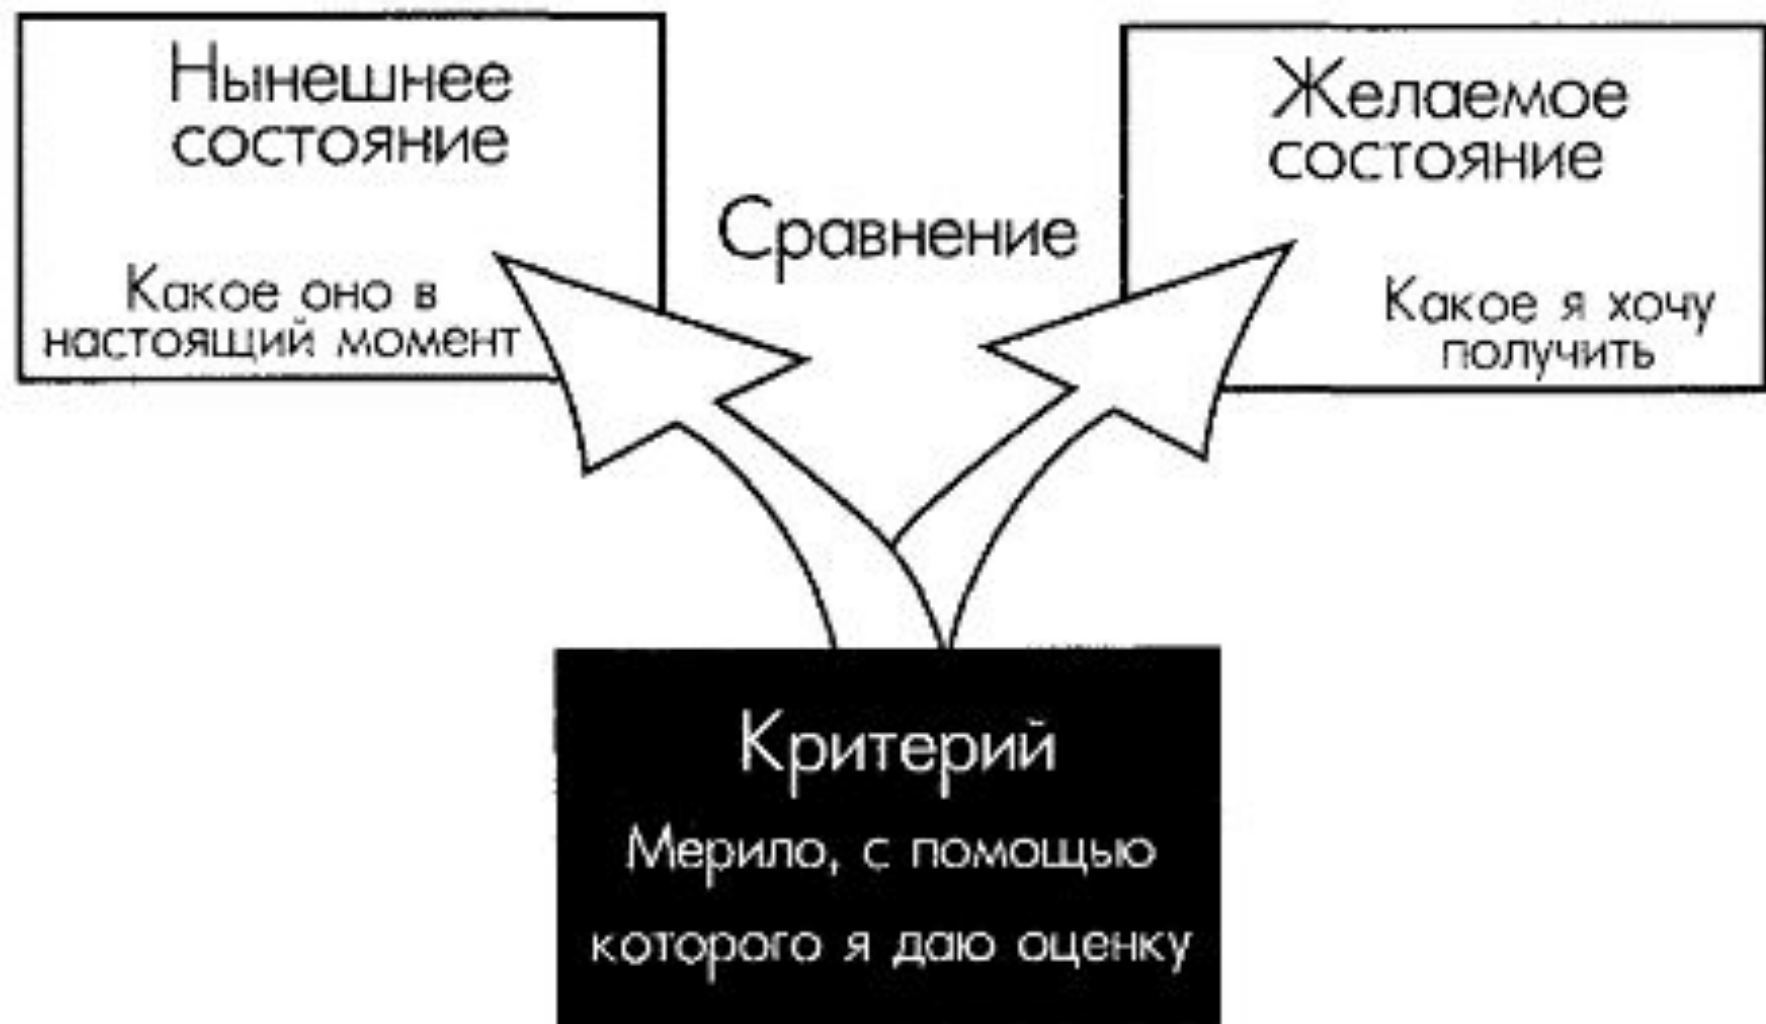 Нынешнее
состояние
Какое оно в
настоящий момент
Сравнение
Желаемое
состояние
Какое я хочу
получить
Критерий
Мерило, с помощью
которого я даю оценку